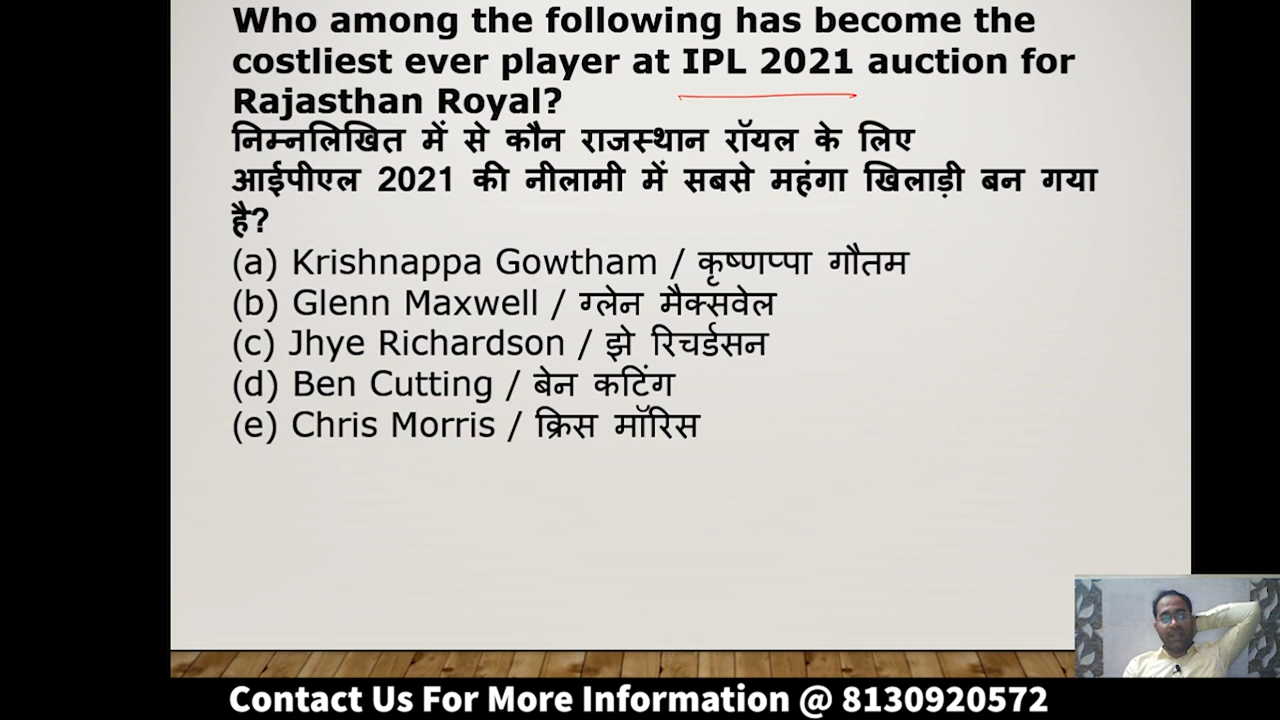 Who among the following has become the
costliest ever player at IPL 2021 auction for
Rajasthan Royal?
निम्नलिखित में से कौन राजस्थान रॉयल के लिए
आईपीएल 2021 की नीलामी में सबसे महंगा खिलाड़ी बन गया
है?
(a) Krishnappa Gowtham / कृष्णप्पा गौतम
(b) Glenn Maxwell / ग्लेन मैक्सवेल
(c) Jhye Richardson / झे रिचर्डसन
(d) Ben Cutting / बेन कटिंग
(e) Chris Morris / क्रिस मॉरिस
Contact Us For More Information @ 8130920572